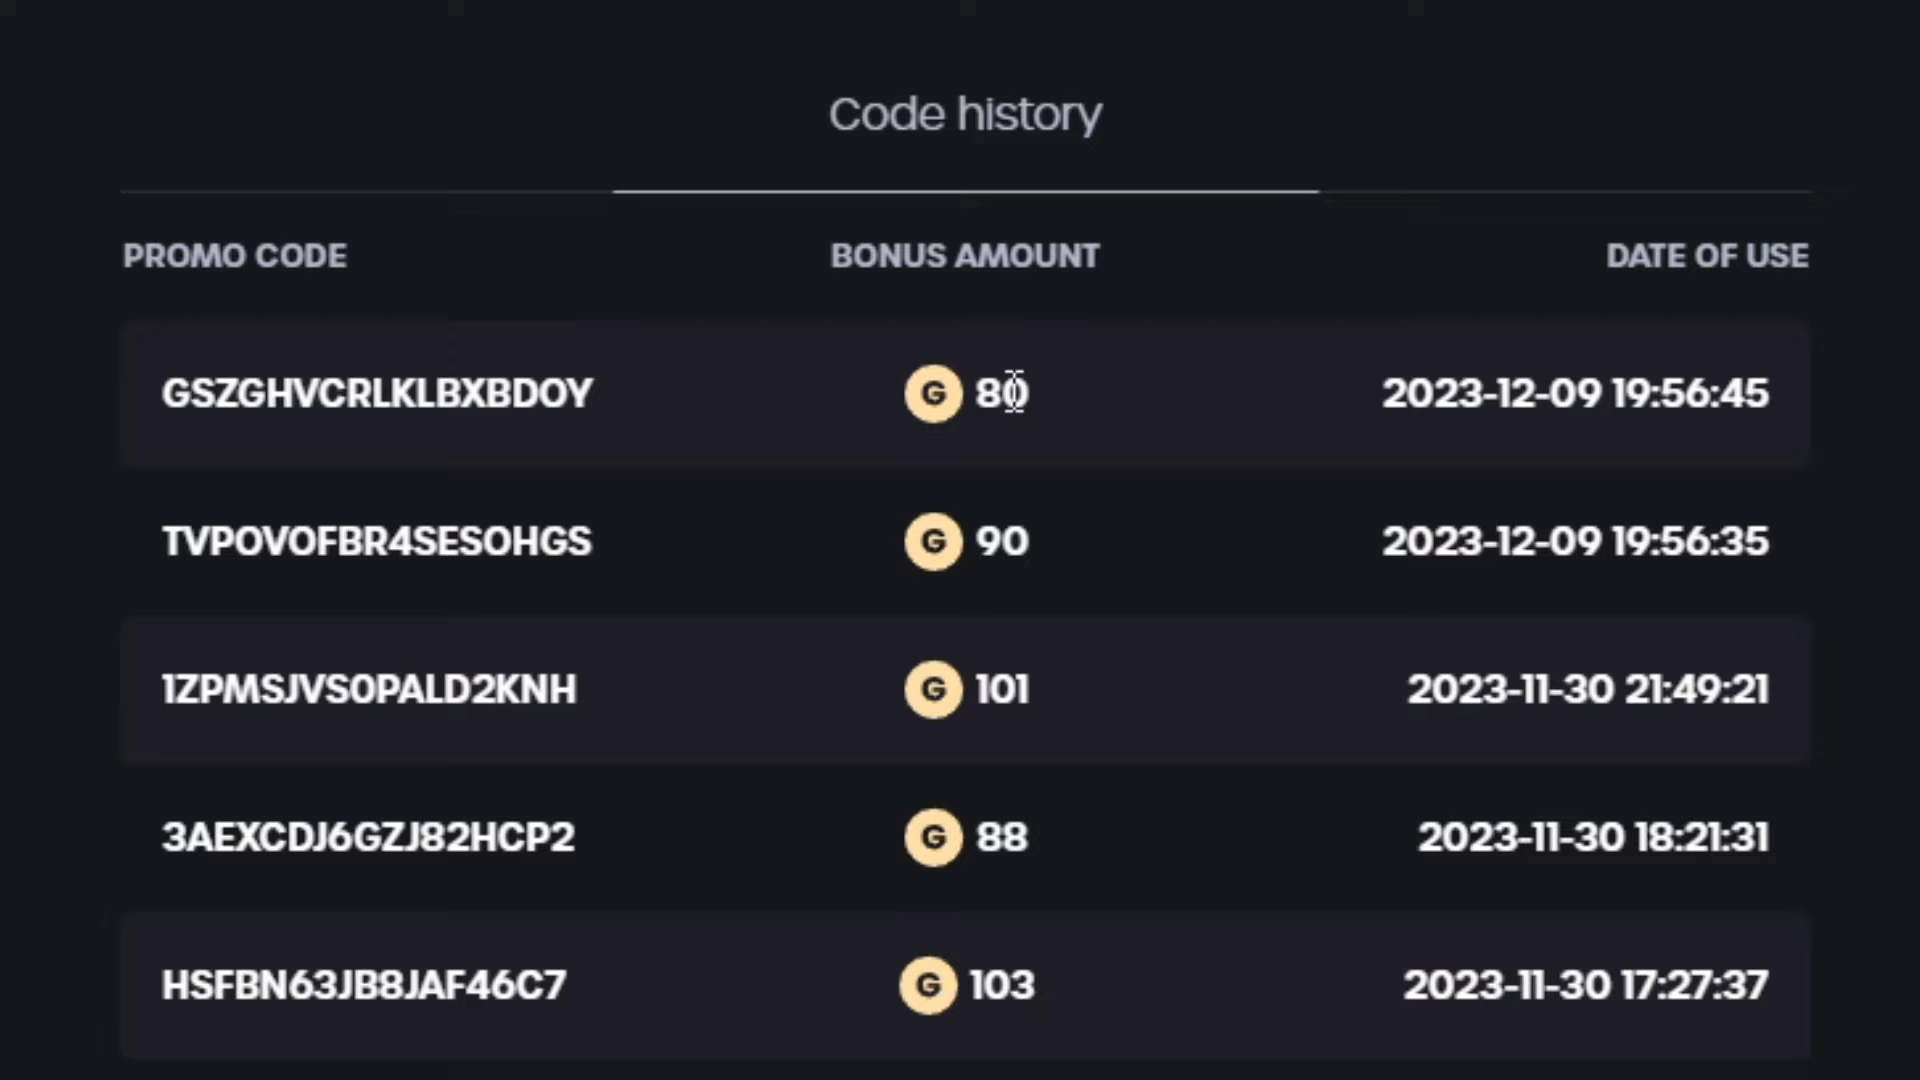 Code history
PROMO CODE BONUS AMOUNT DATE OF USE
GSZGHVCRLKLBXBDOY G 80 2023-12-09 19:56:45
TVPOVOFBR4SESOHGS G 90 2023-12-09 19:56:35
1ZPMSJVS0PALD2KNH G 101 2023-11-30 21:49:21
3AEXCDJ6GZJ82HCP2 G 88 2023-11-30 18:21:31
HSFBN63JB8JAF46C7 G 103 2023-11-30 17:27:37